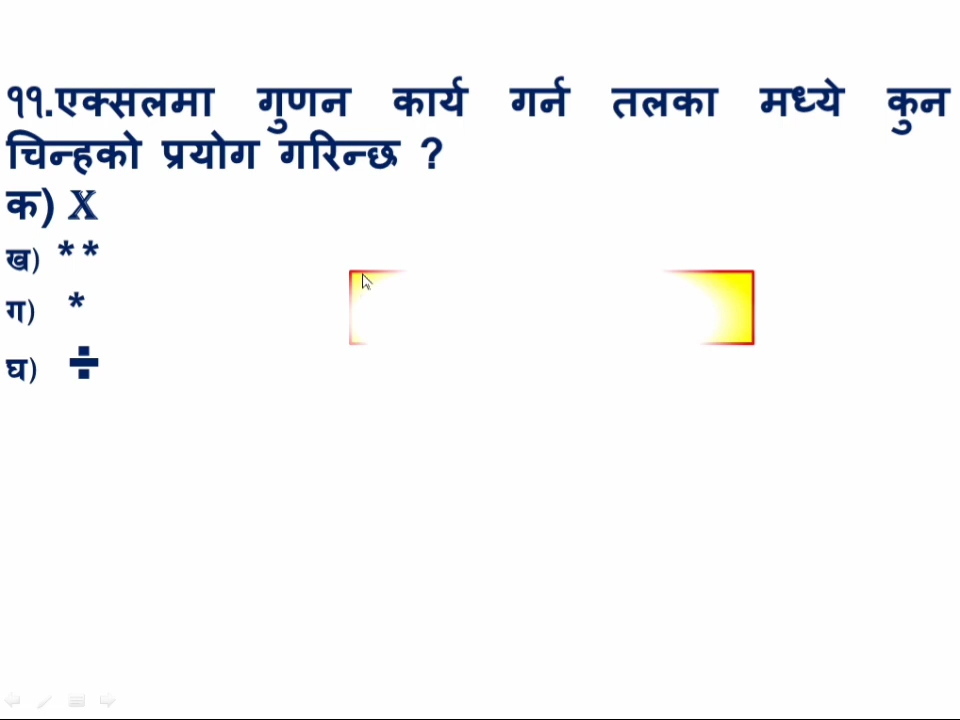 ११.एक्सलमा गुणन कार्य गर्न तलका मध्ये कुन
चिन्हको प्रयोग गरिन्छ ?
क) X
ख) **
ग) *
घ) ÷